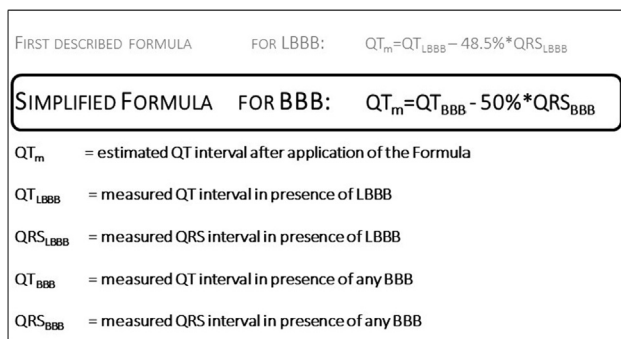 FIRST DESCRIBED FORMULA FOR LBBB: QTm=QTLBBB– 48.5%*QRSLBBB
SIMPLIFIED FORMULA FOR BBB: QTm=QTBBB - 50%*QRSBBB
QTm = estimated QT interval after application of the Formula
QTLBBB = measured QT interval in presence of LBBB
QRSLBBB = measured QRS interval in presence of LBBB
QTBBB = measured QT interval in presence of any BBB
QRSBBB = measured QRS interval in presence of any BBB